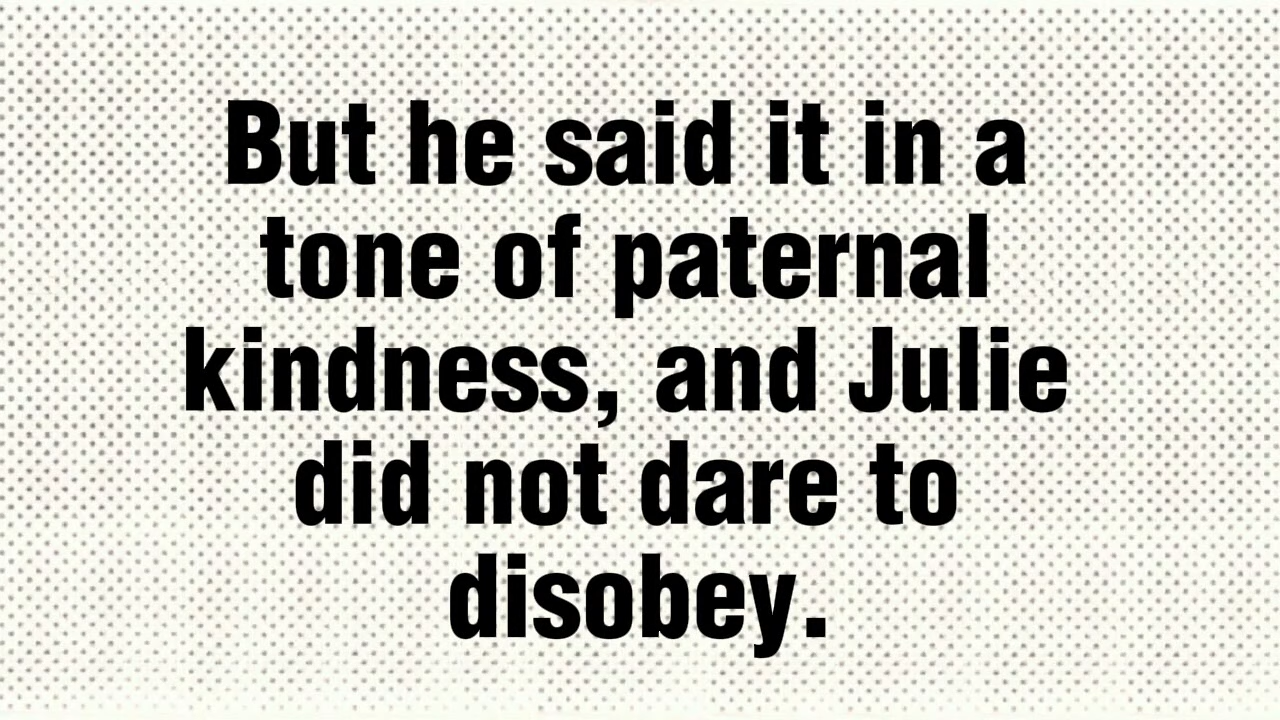 But he said it in a
tone of paternal
kindness, and Julie
did not dare to
disobey.